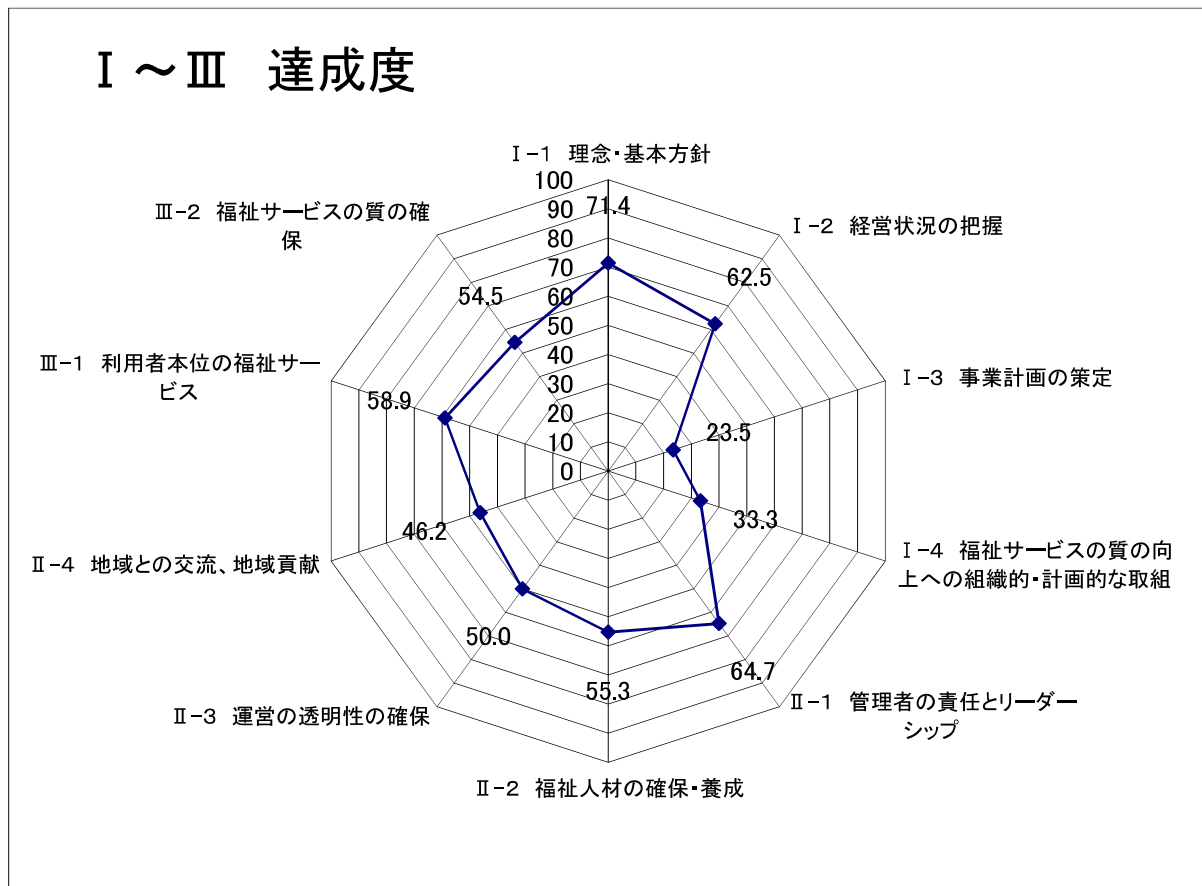 Ⅰ～Ⅲ 達成度
Ⅰ-1 理念・基本方針
Ⅰ-2 経営状況の把握
Ⅰ-3 事業計画の策定
Ⅰ-4 福祉サービスの質の向
上への組織的・計画的な取組
Ⅱ-1 管理者の責任とリーダー
シップ
Ⅱ-2 福祉人材の確保・養成
Ⅱ-3 運営の透明性の確保
Ⅱ-4 地域との交流、地域貢献
Ⅲ-1 利用者本位の福祉サー
ビス
Ⅲ-2 福祉サービスの質の確
保
100
90
80
70
60
50
40
30
20
10
0
71.4
62.5
23.5
33.3
64.7
55.3
50.0
46.2
58.9
54.5